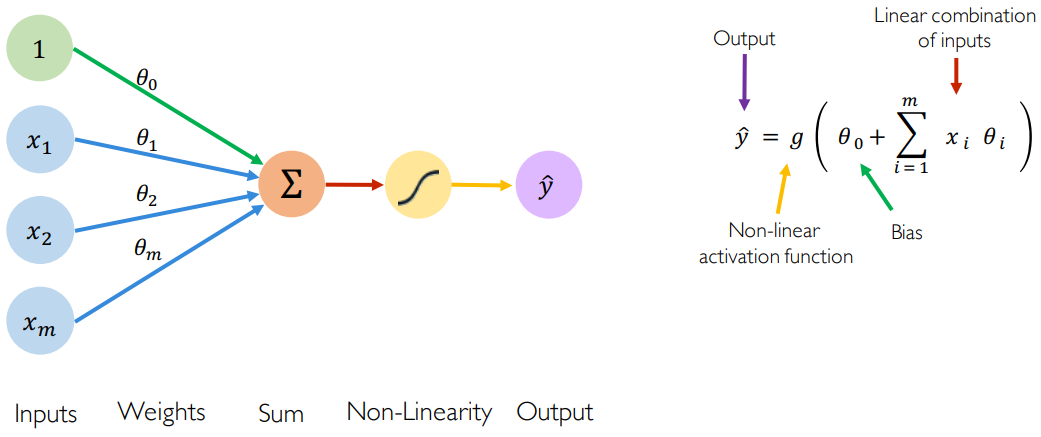 1
x₁
x₂
xₘ
θ₀
θ₁
θ₂
θₘ
Σ
ŷ
Inputs Weights Sum Non-Linearity Output
Output
Linear combination
of inputs
ŷ = g ( θ₀ + ∑ᵢ₌₁ᵐ xᵢ θᵢ )
Non-linear
activation function
Bias